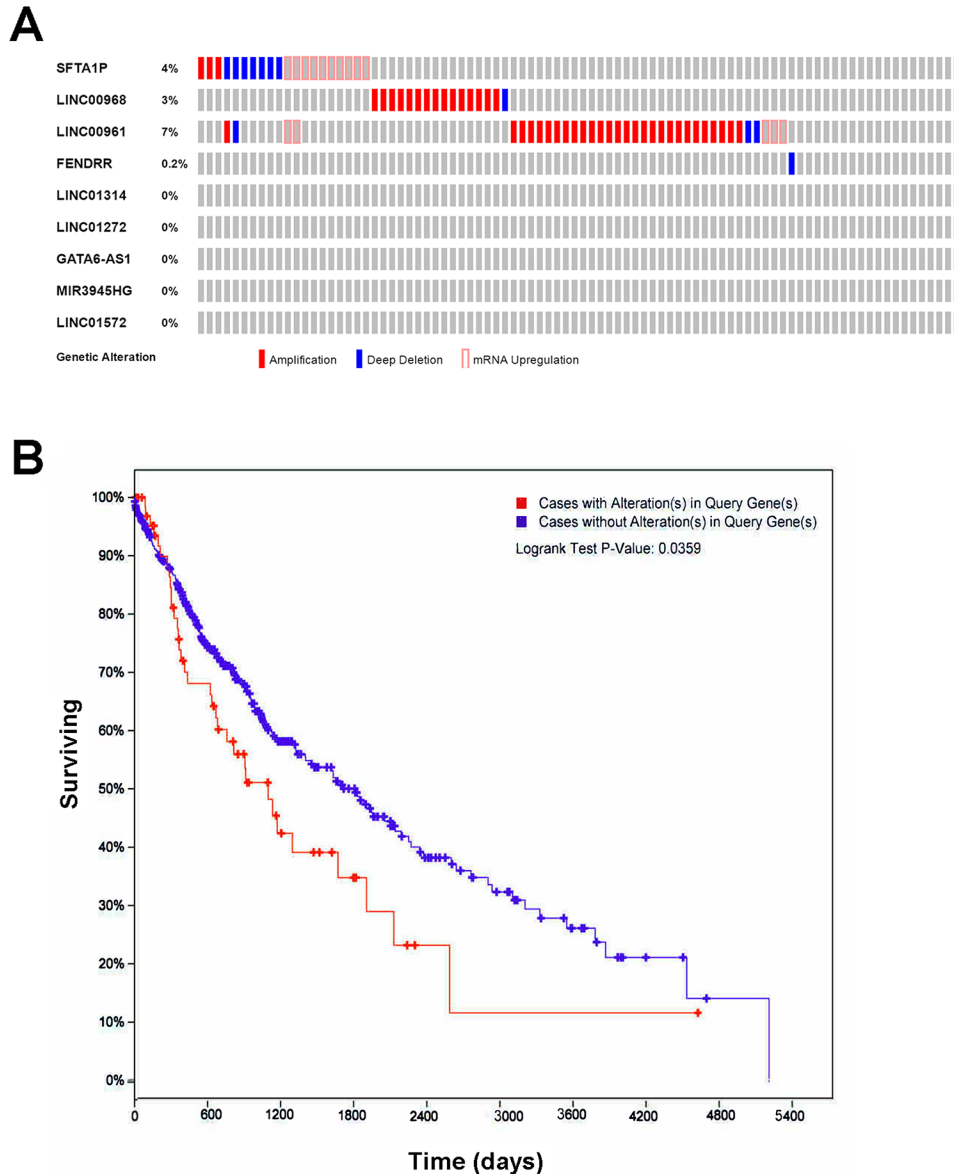 A
SFTA1P 4%
LINC00968 3%
LINC00961 7%
FENDRR 0.2%
LINC01314 0%
LINC01272 0%
GATA6-AS1 0%
MIR3945HG 0%
LINC01572 0%
Genetic Alteration Amplification Deep Deletion mRNA Upregulation
B
Cases with Alteration(s) in Query Gene(s)
Cases without Alteration(s) in Query Gene(s)
Logrank Test P-Value: 0.0359
100%
90%
80%
70%
60%
50%
40%
30%
20%
10%
0%
Surviving
0 600 1200 1800 2400 3000 3600 4200 4800 5400
Time (days)